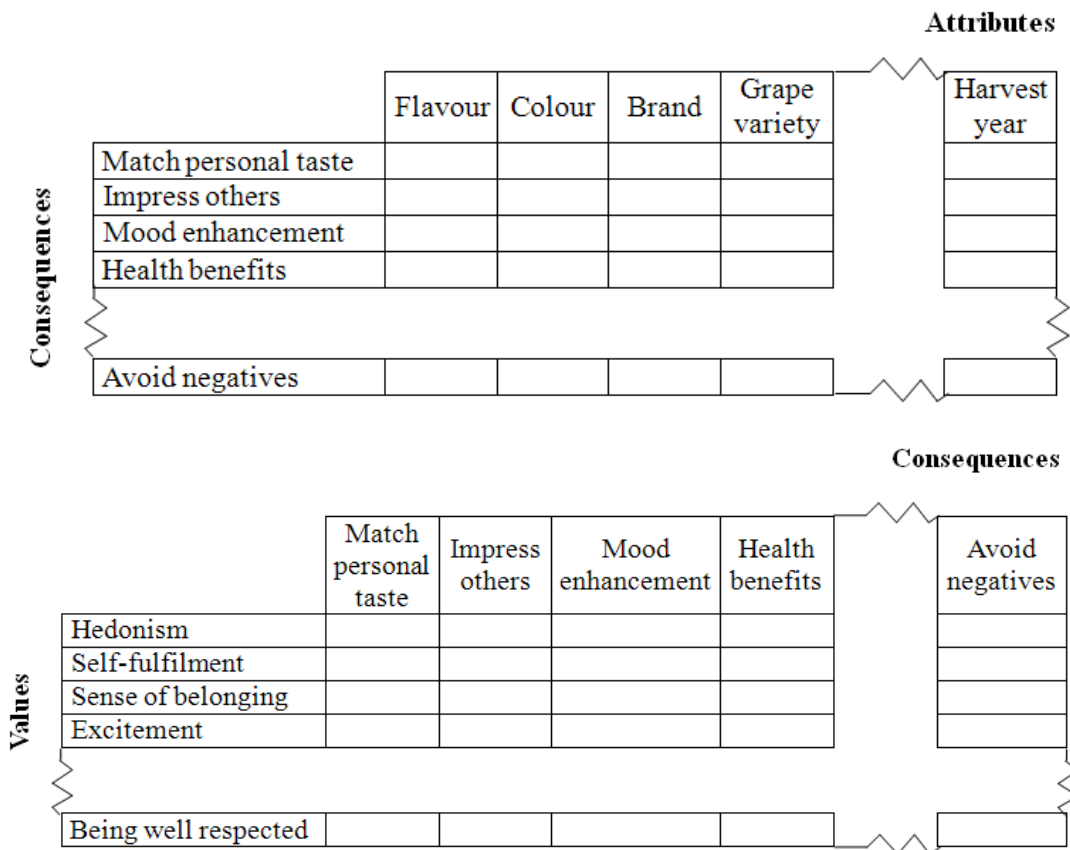 Attributes
Flavour Colour Brand Grape variety Harvest year
Consequences
Match personal taste
Impress others
Mood enhancement
Health benefits
Avoid negatives
Consequences
Match personal taste Impress others Mood enhancement Health benefits Avoid negatives
Values
Hedonism
Self-fulfilment
Sense of belonging
Excitement
Being well respected